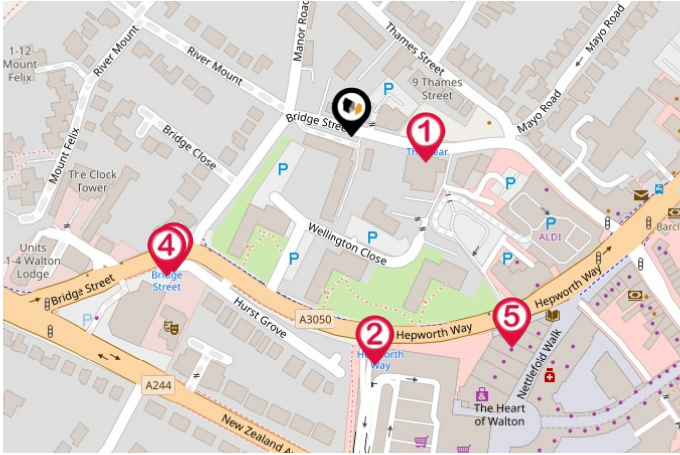 1-12
Mount
Felix
River Mount
River Mount
Manor Road
Thames Street
Mayo Road
9 Thames
Street
P
Mayo Road
Bridge Street
1
The Bear
Mount Felix
Bridge Close
The Clock
Tower
P
P
P
P
ALDI
Wellington Close
P
Units
1-4 Walton
Lodge
4
Bridge
Street
Bridge Street
P
P
P
Hurst Grove
A3050
Hepworth Way
Hepworth Way
2
Hepworth
Way
5
Nettlefold Walk
A244
The Heart
of Walton
New Zealand Av